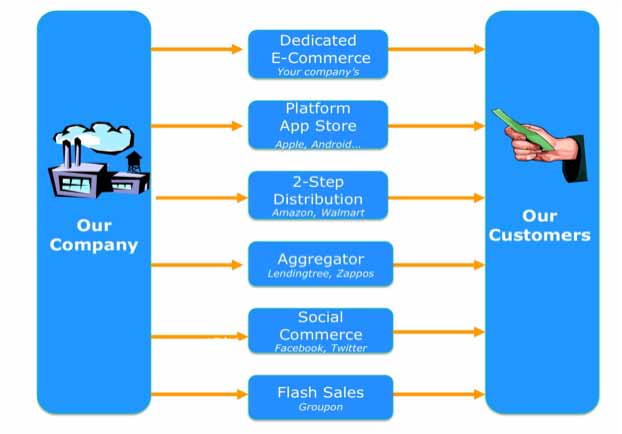 Dedicated
E-Commerce
Your company's
Platform
App Store
Apple, Android...
2-Step
Distribution
Amazon, Walmart
Our
Company
Our
Customers
Aggregator
Lendingtree, Zappos
Social
Commerce
Facebook, Twitter
Flash Sales
Groupon